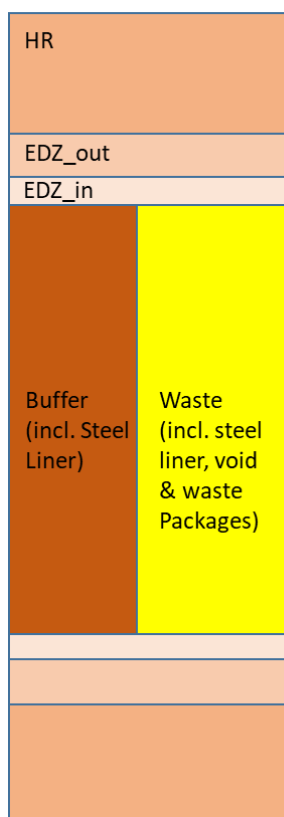 HR
EDZ_out
EDZ_in
Buffer
(incl. Steel
Liner)
Waste
(incl. steel
liner, void
& waste
Packages)